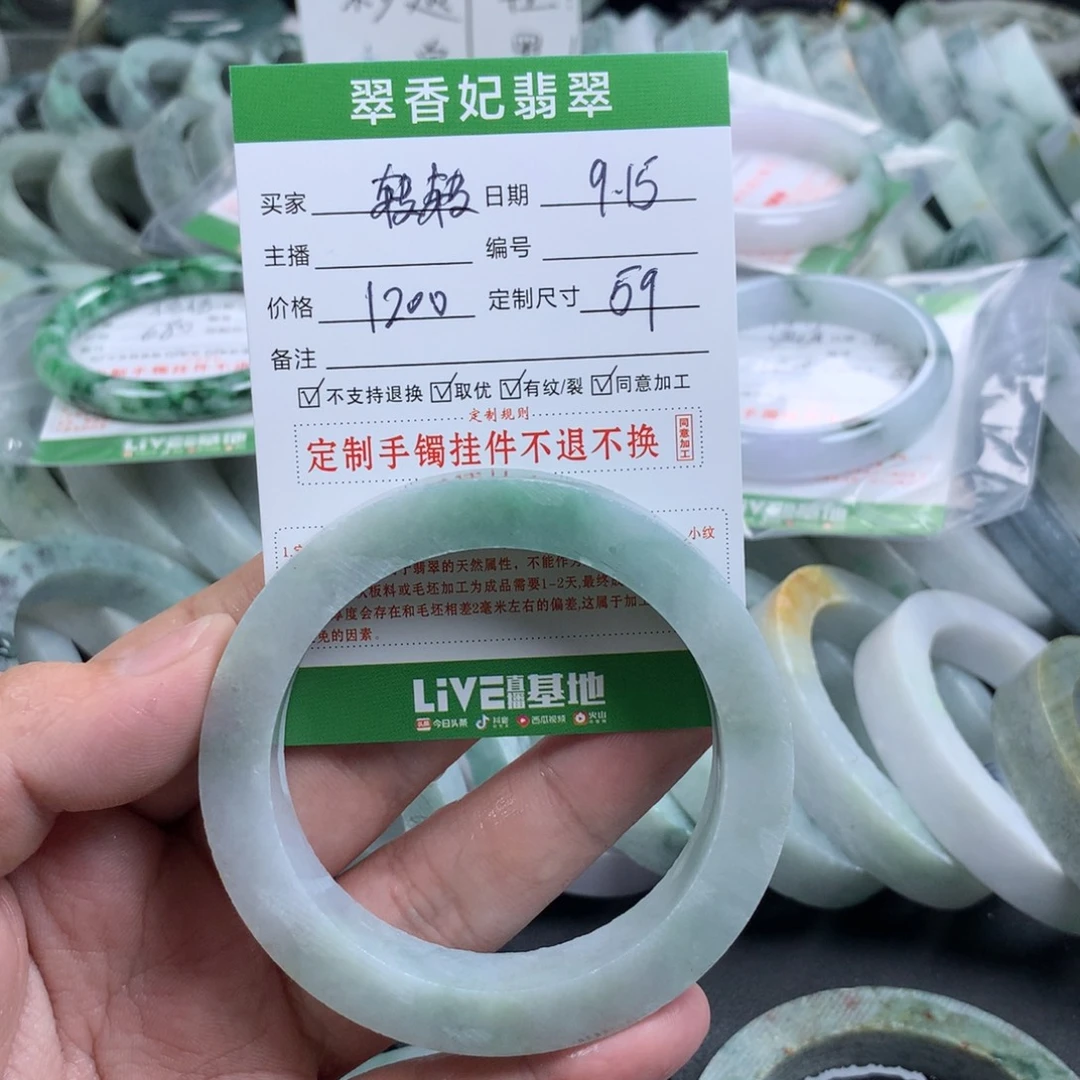 翠香妃翡翠
买家 转转 日期 9.15
主播 编号
价格 1200 定制尺寸 59
备注
不支持退换 取优 有纹/裂 同意加工
定制规则
定制手镯挂件不退不换 同意加工
小纹
翡翠的天然属性，不能作
板料或毛坯加工为成品需要1-2天,最终
厚度会存在和毛坯相差2毫米左右的偏差,这属于加工
免的因素。
LiVE直播基地
今日头条 抖音 西瓜视频 火山